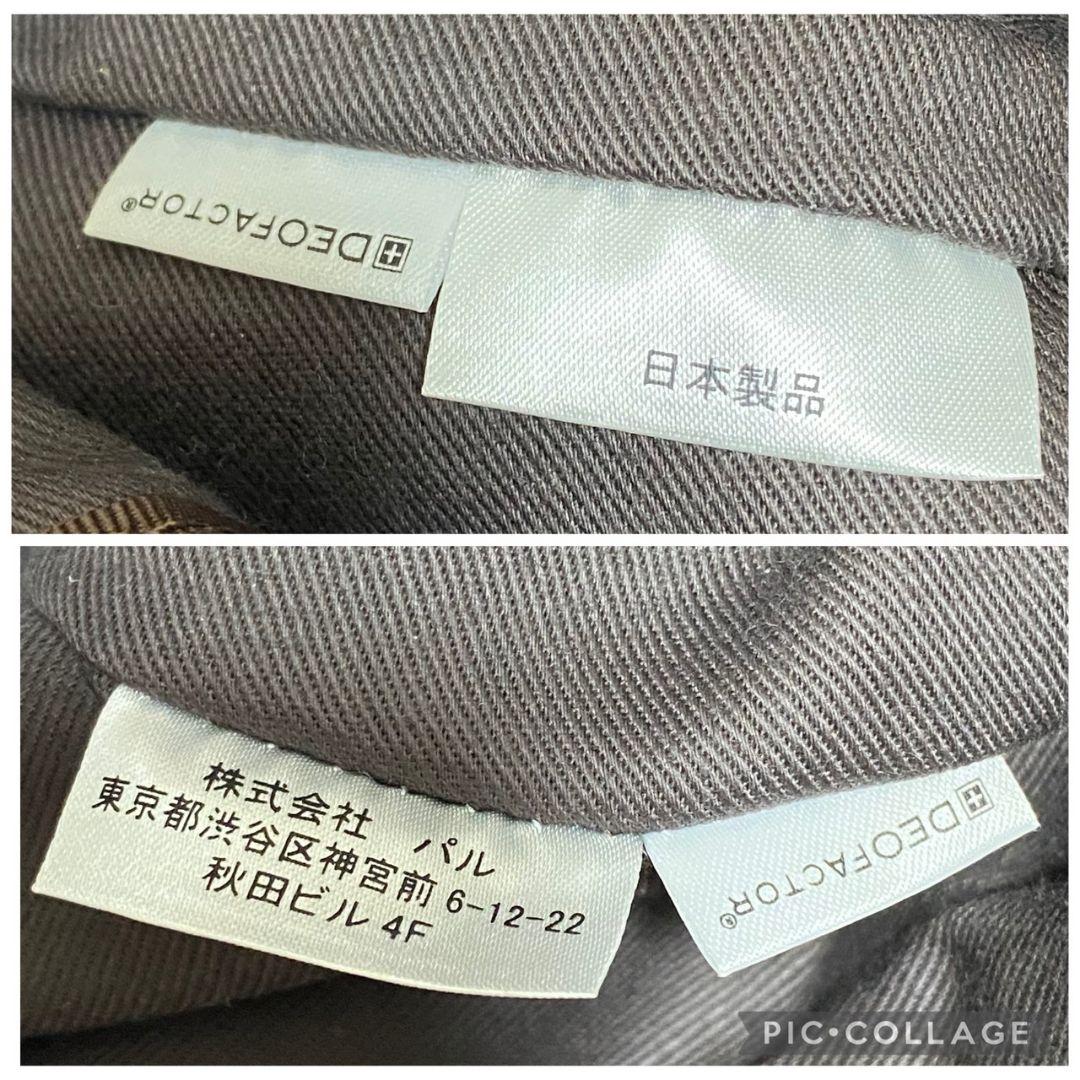 DEOFACTOR®
日本製品
株式会社 パル
東京都渋谷区神宮前 6-12-22
秋田ビル 4F
DEOFACTOR®
PIC•COLLAGE